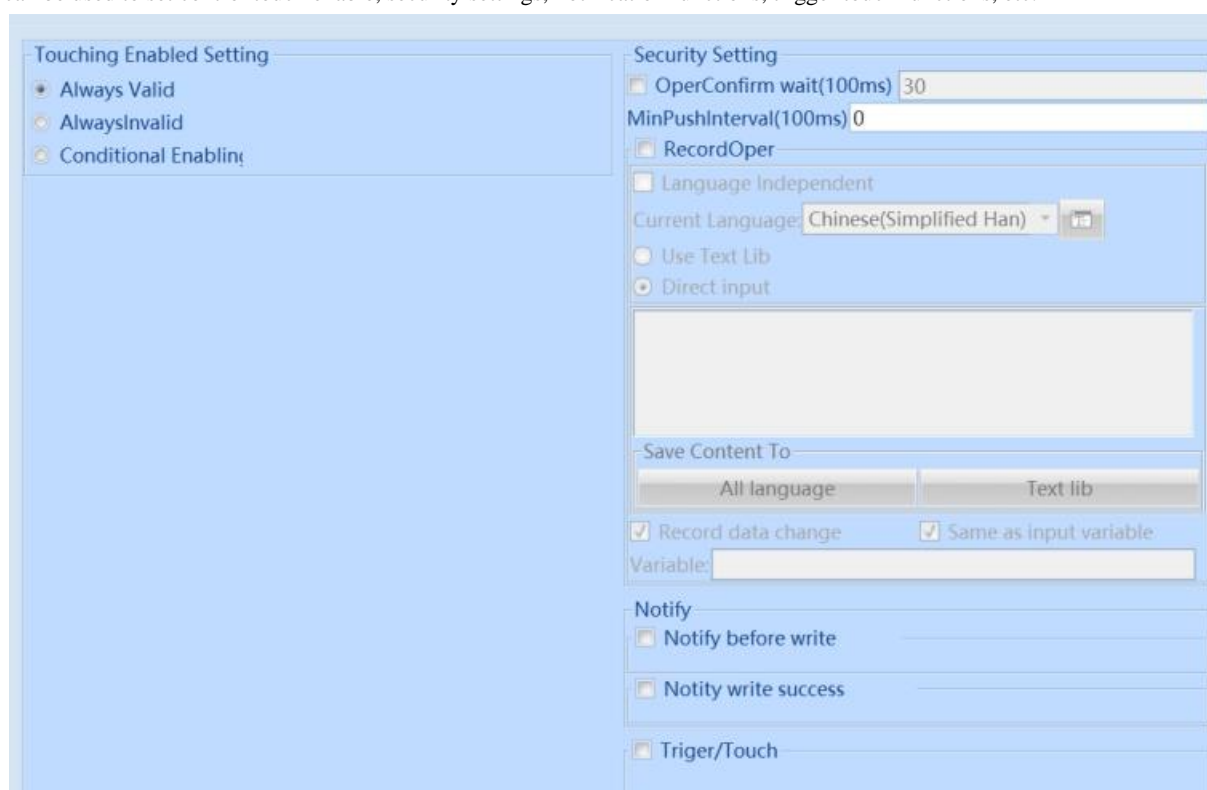 Touching Enabled Setting
Always Valid
AlwaysInvalid
Conditional Enabling
Security Setting
OperConfirm wait(100ms) 30
MinPushInterval(100ms) 0
RecordOper
Language Independent
Current Language: Chinese(Simplified Han)
Use Text Lib
Direct input
Save Content To
All language Text lib
Record data change Same as input variable
Variable:
Notify
Notify before write
Notity write success
Triger/Touch